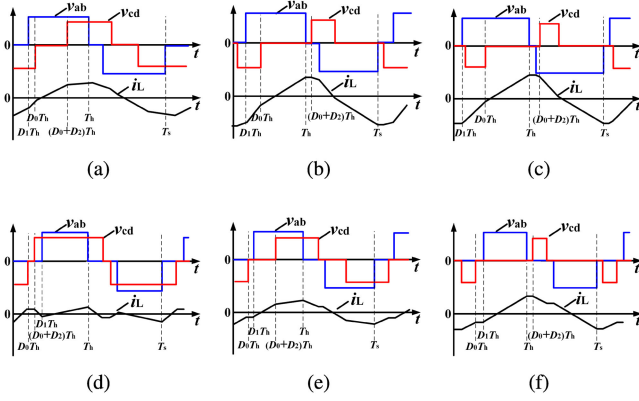 vab
vcd
0
t
0
iL
t
D0Th
Th
Ts
D1Th
(D0+D2)Th
(a)
vab
vcd
0
t
0
iL
t
D0Th
Th
Ts
D1Th
(D0+D2)Th
(b)
vab
vcd
0
t
0
iL
t
D0Th
Th
Ts
D1Th
(D0+D2)Th
(c)
vab
vcd
0
t
0
iL
t
D1Th
(D0+D2)Th
D0Th
Th
Ts
(d)
vab
vcd
0
t
0
iL
t
D1Th
(D0+D2)Th
D0Th
Th
Ts
(e)
vab
vcd
0
t
0
iL
t
D1Th
(D0+D2)Th
D0Th
Th
Ts
(f)